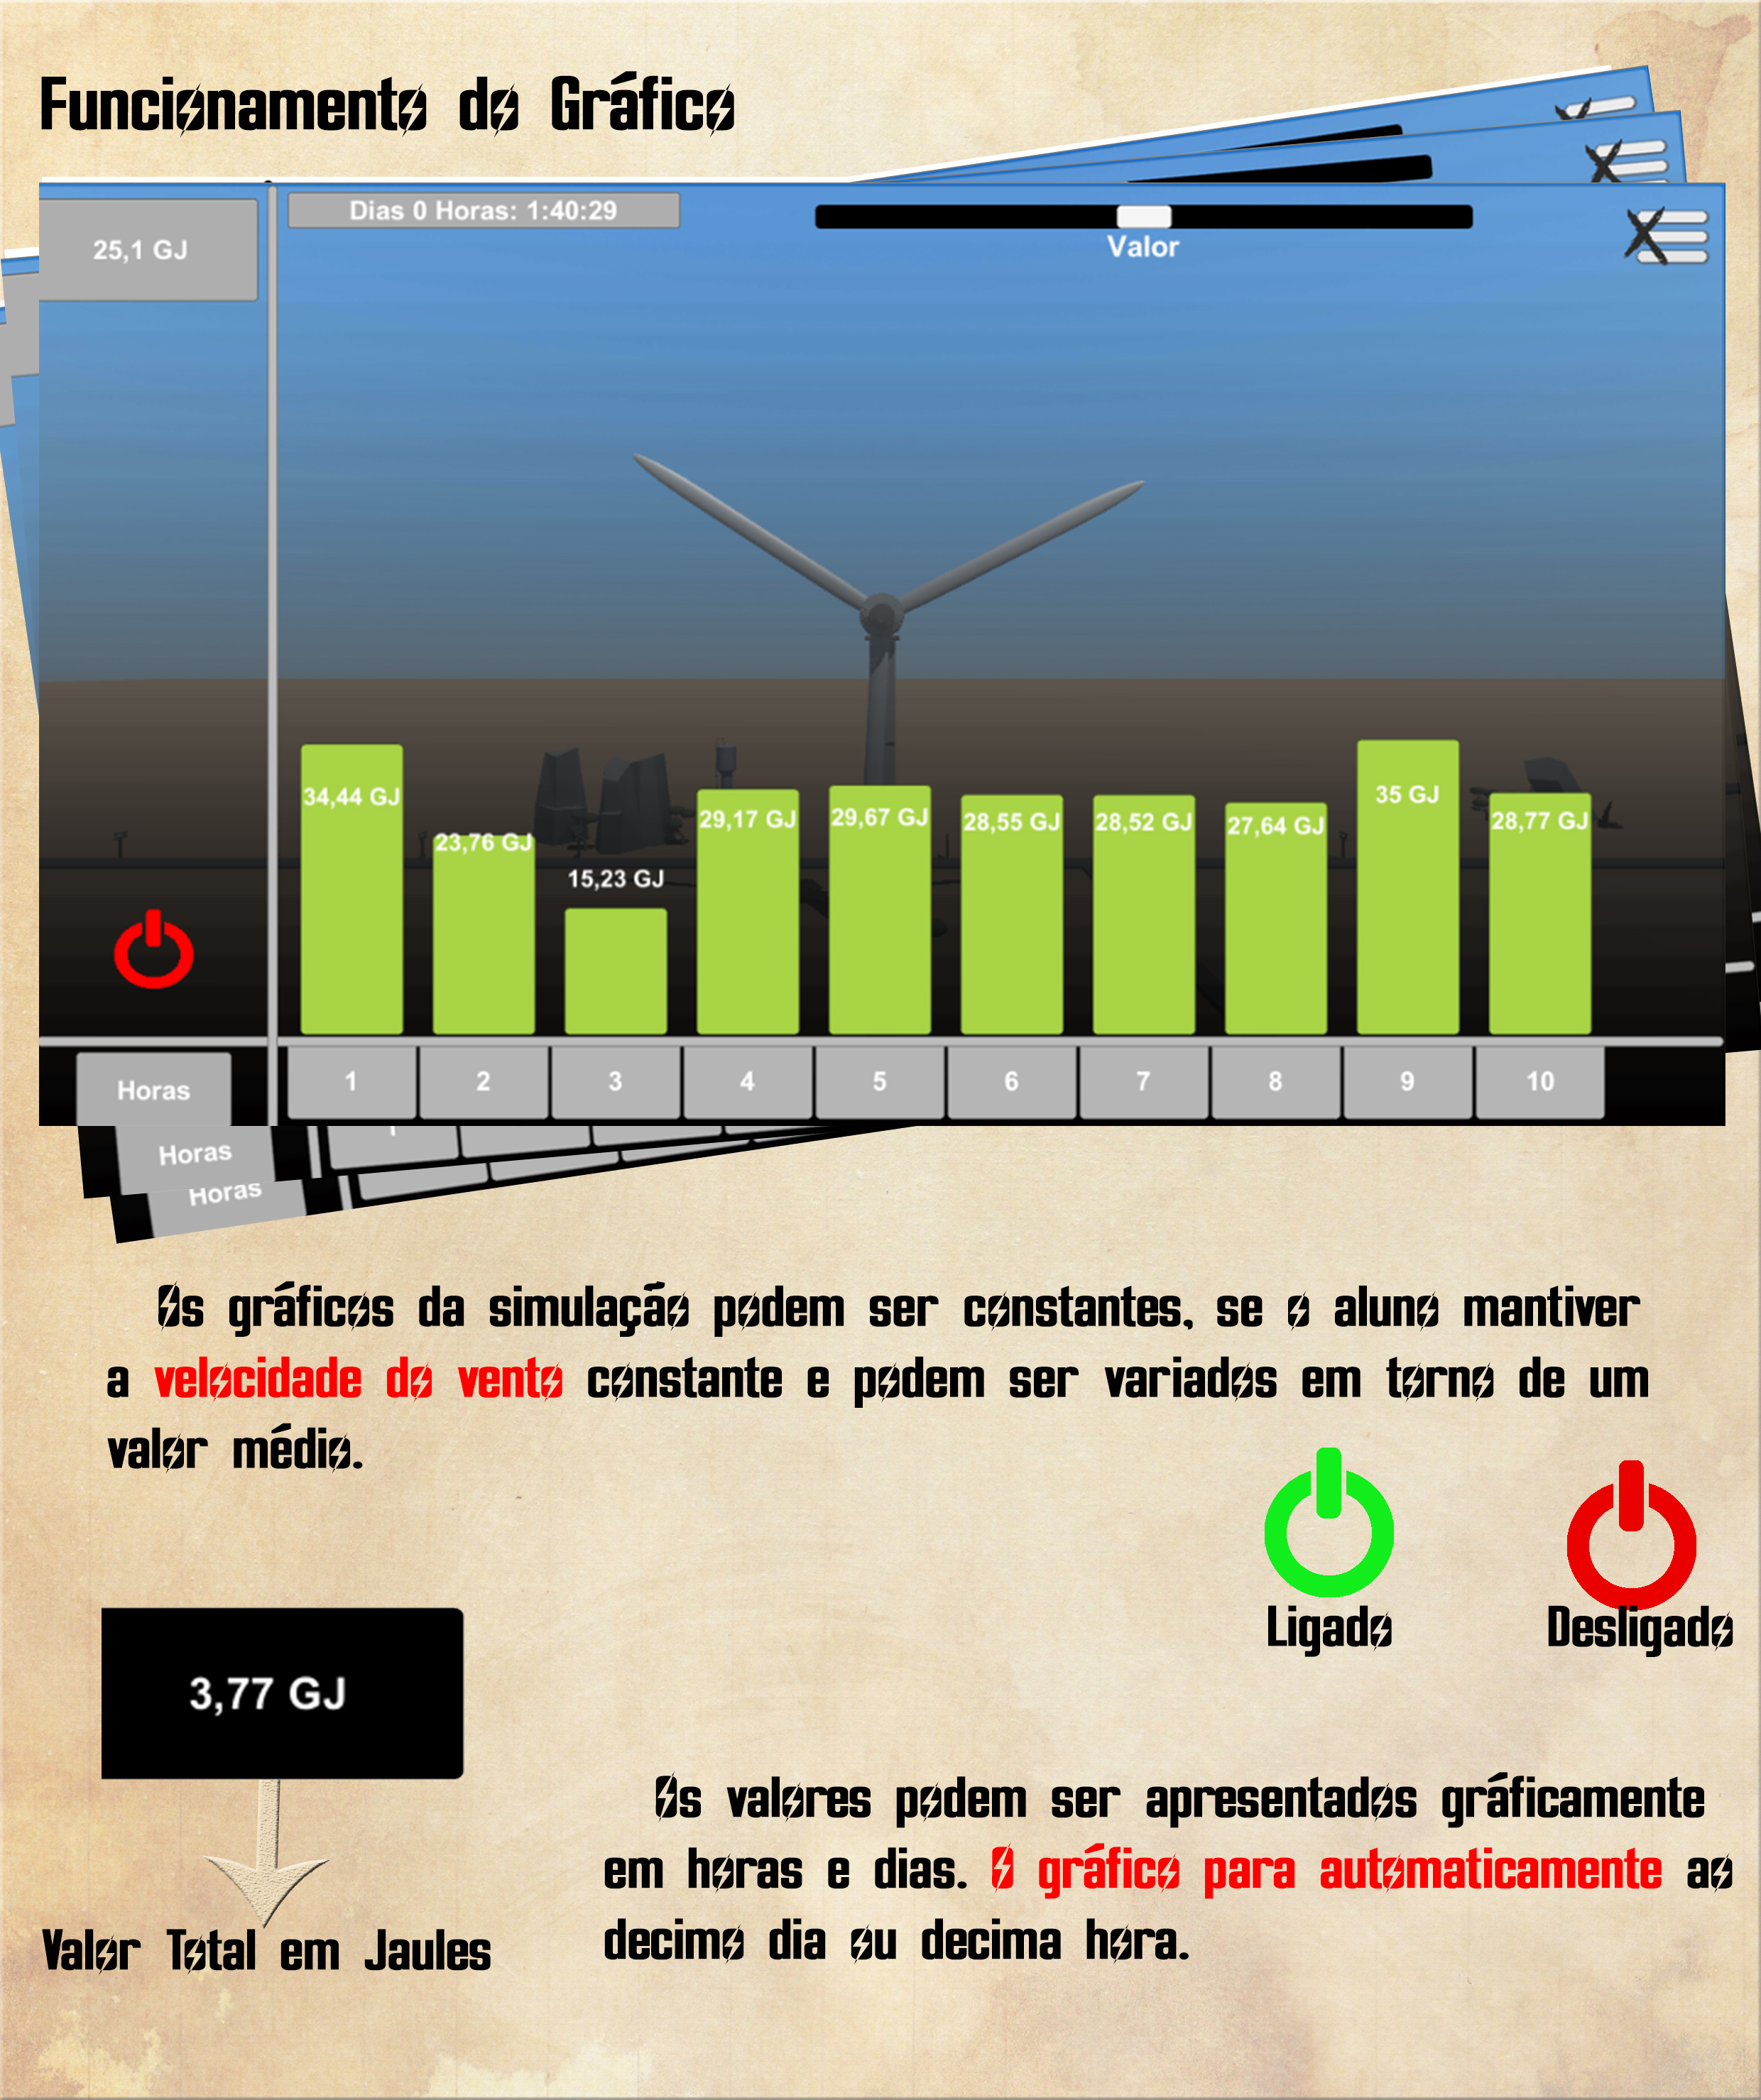 Funcionamento do Gráfico
Dias 0 Horas: 1:40:29
25,1 GJ
Valor
34,44 GJ
23,76 GJ
15,23 GJ
29,17 GJ
29,67 GJ
28,55 GJ
28,52 GJ
27,64 GJ
35 GJ
28,77 GJ
Horas
1
2
3
4
5
6
7
8
9
10
Horas
Horas
Os gráficos da simulação podem ser constantes, se o aluno mantiver
a velocidade do vento constante e podem ser variados em torno de um
valor médio.
Ligado
Desligado
3,77 GJ
Valor Total em Jaules
Os valores podem ser apresentados gráficamente
em horas e dias. O gráfico para automaticamente ao
decimo dia ou decima hora.